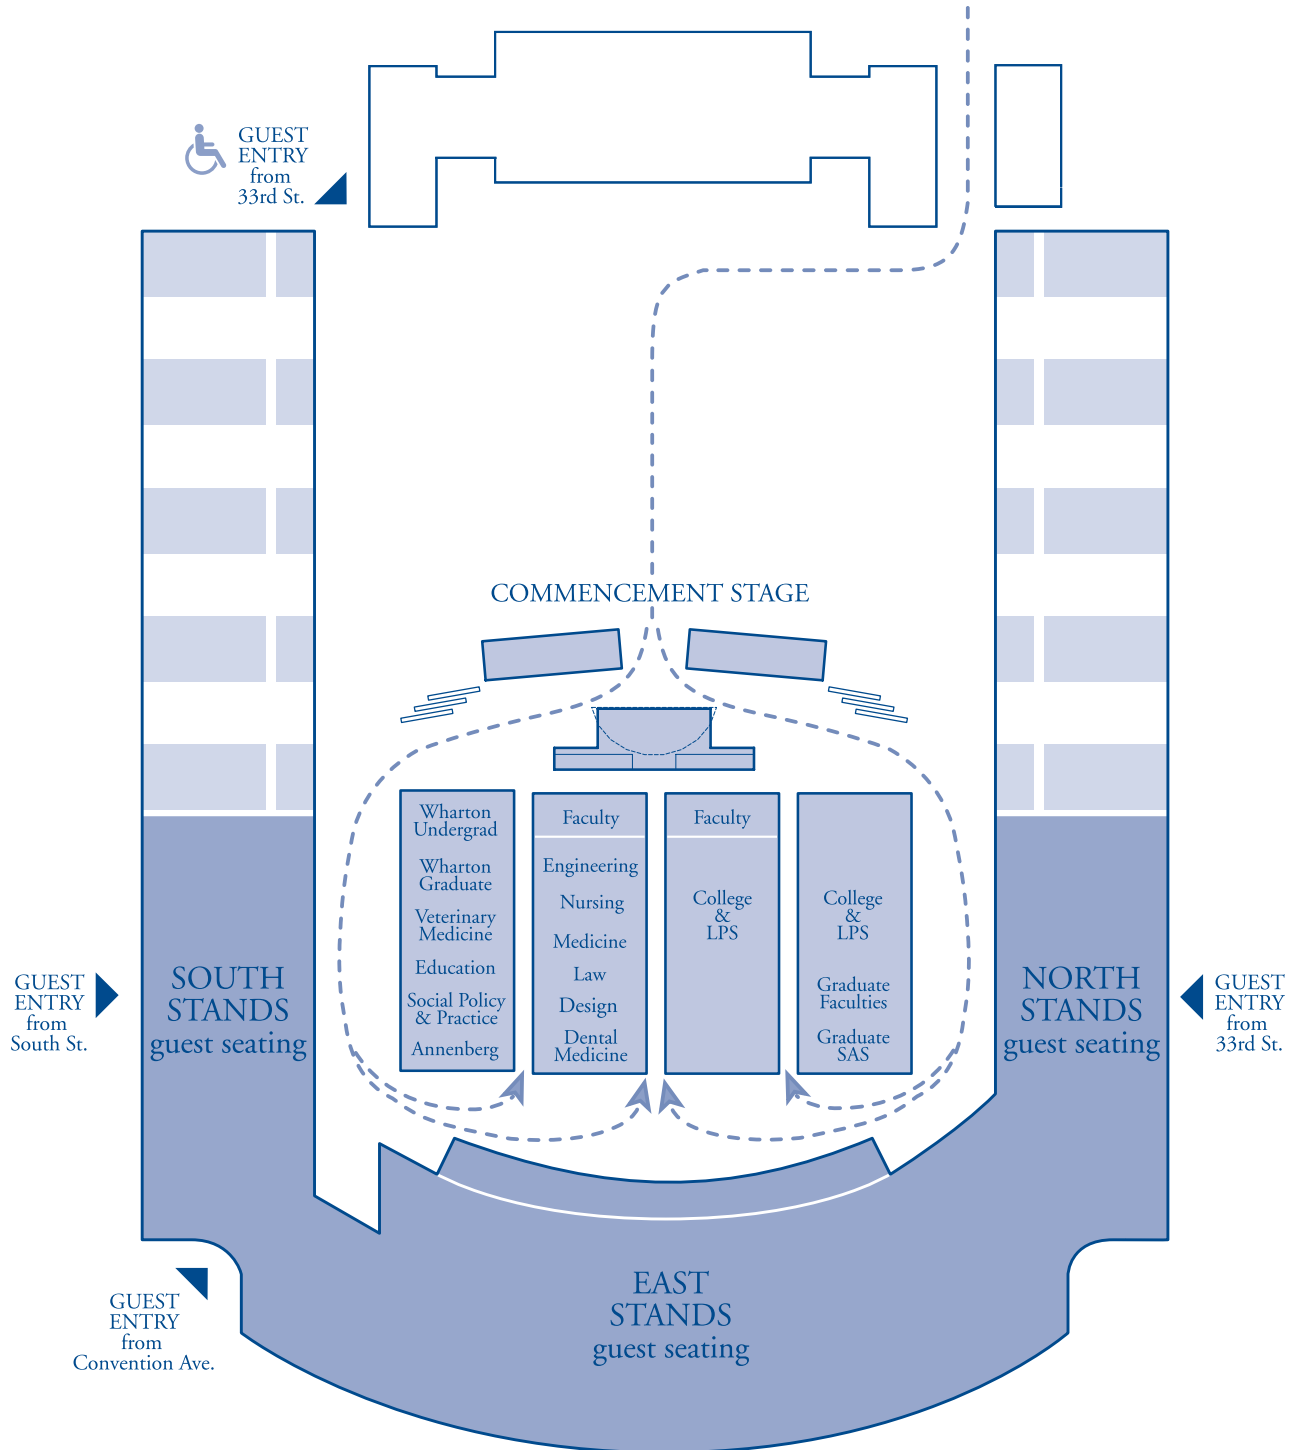 GUEST
ENTRY
from
33rd St.
COMMENCEMENT STAGE
Wharton
Undergrad
Wharton
Graduate
Veterinary
Medicine
Education
Social Policy
& Practice
Annenberg
Faculty
Engineering
Nursing
Medicine
Law
Design
Dental
Medicine
Faculty
College
&
LPS
College
&
LPS
Graduate
Faculties
Graduate
SAS
GUEST
ENTRY
from
South St.
SOUTH
STANDS
guest seating
NORTH
STANDS
guest seating
GUEST
ENTRY
from
33rd St.
GUEST
ENTRY
from
Convention Ave.
EAST
STANDS
guest seating